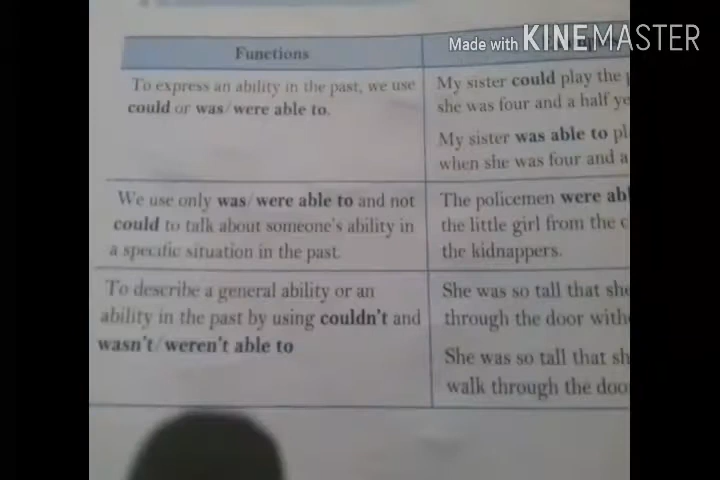 Made with KINEMASTER
Functions
To express an ability in the past, we use
could or was/were able to.
My sister could play the
she was four and a half
My sister was able to
when she was four and a
We use only was/were able to and not
could to talk about someone's ability in
a specific situation in the past.
The policemen were
the little girl from the
the kidnappers.
To describe a general ability or an
ability in the past by using couldn't and
wasn't/weren't able to
She was so tall that she
through the door
She was so tall that
walk through the